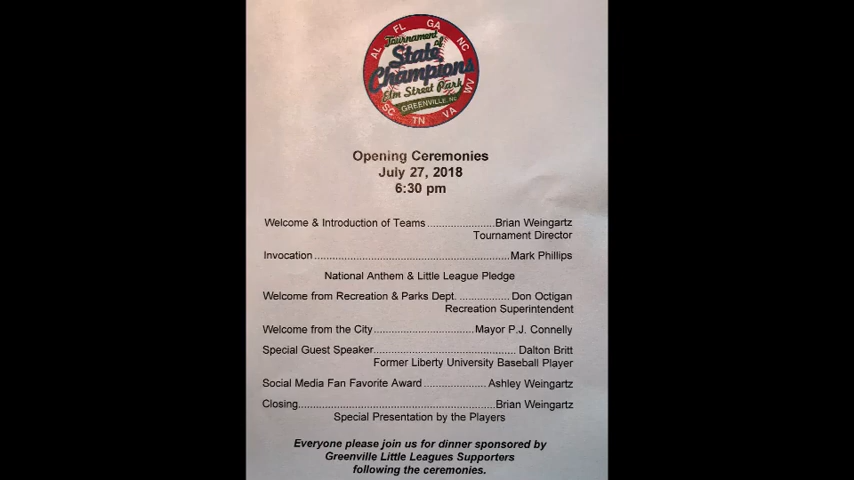 AL FL GA NC WV VA TN SC
Tournament of
State
Champions
Elm Street Park
GREENVILLE, NC
Opening Ceremonies
July 27, 2018
6:30 pm
Welcome & Introduction of Teams......................Brian Weingartz
Tournament Director
Invocation.......................................................................Mark Phillips
National Anthem & Little League Pledge
Welcome from Recreation & Parks Dept. ................Don Octigan
Recreation Superintendent
Welcome from the City................................Mayor P.J. Connelly
Special Guest Speaker............................................. Dalton Britt
Former Liberty University Baseball Player
Social Media Fan Favorite Award....................Ashley Weingartz
Closing..............................................................Brian Weingartz
Special Presentation by the Players
Everyone please join us for dinner sponsored by
Greenville Little Leagues Supporters
following the ceremonies.